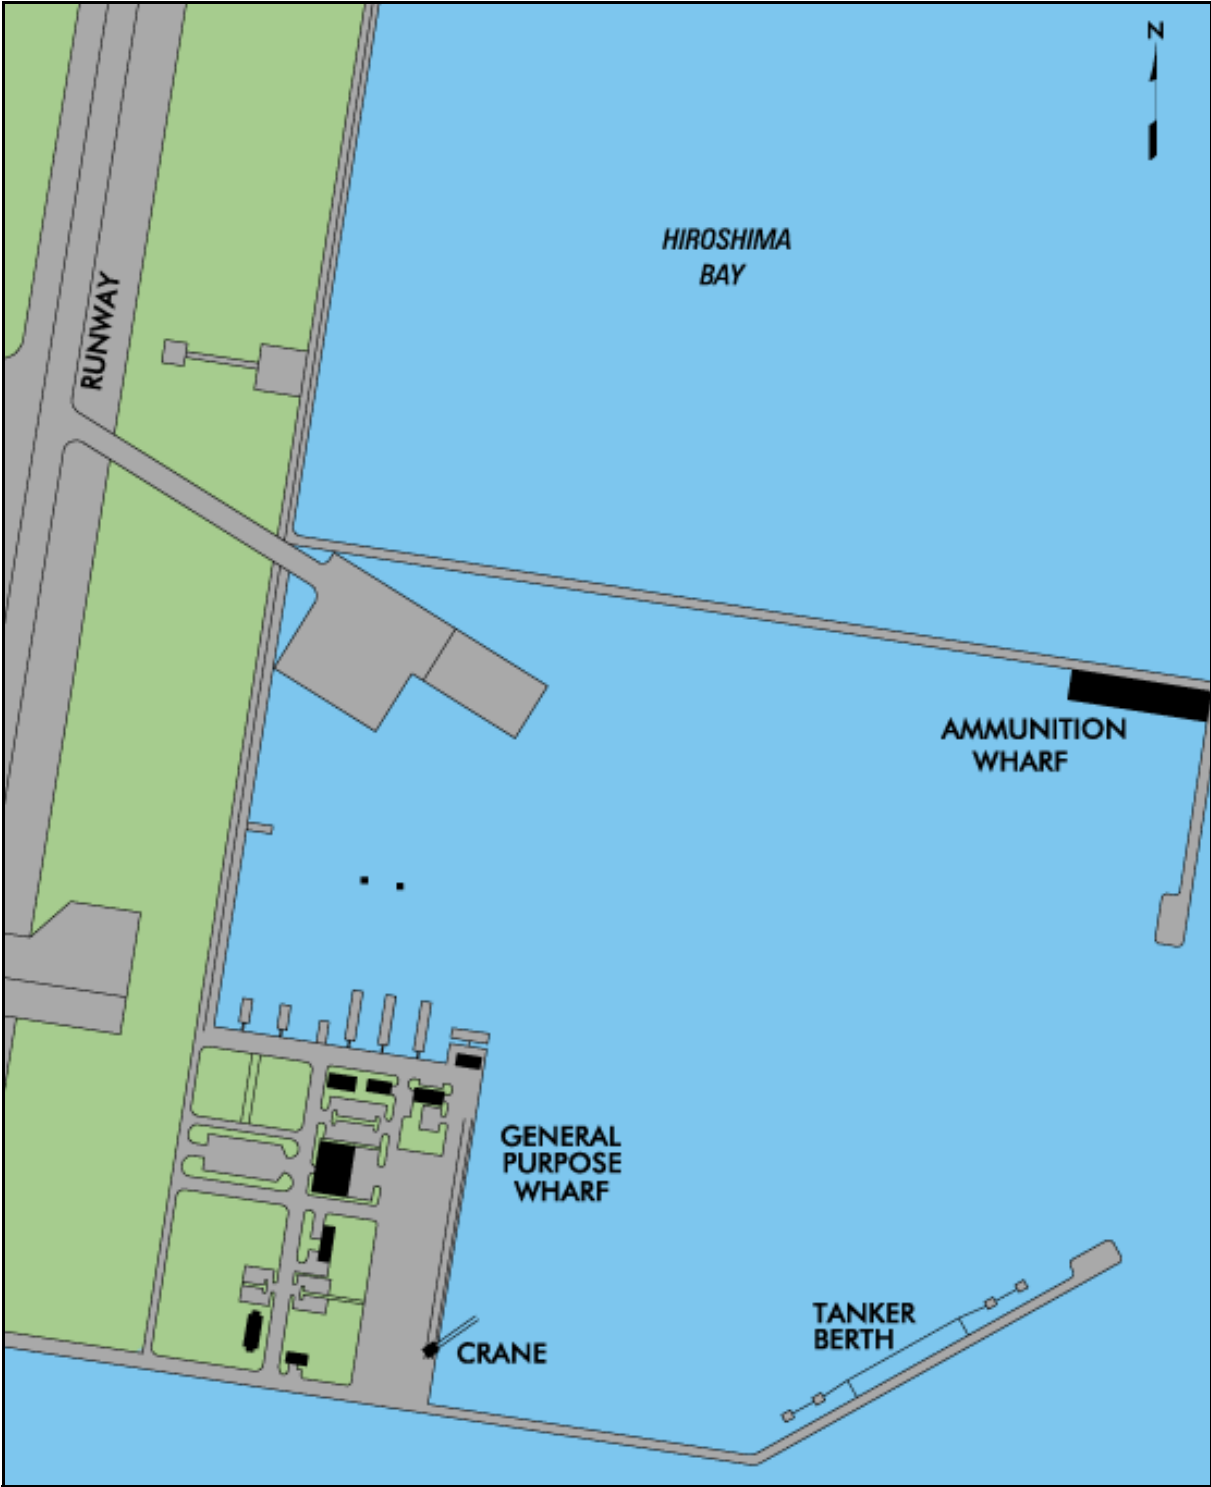 N
HIROSHIMA
BAY
RUNWAY
AMMUNITION
WHARF
GENERAL
PURPOSE
WHARF
TANKER
BERTH
CRANE